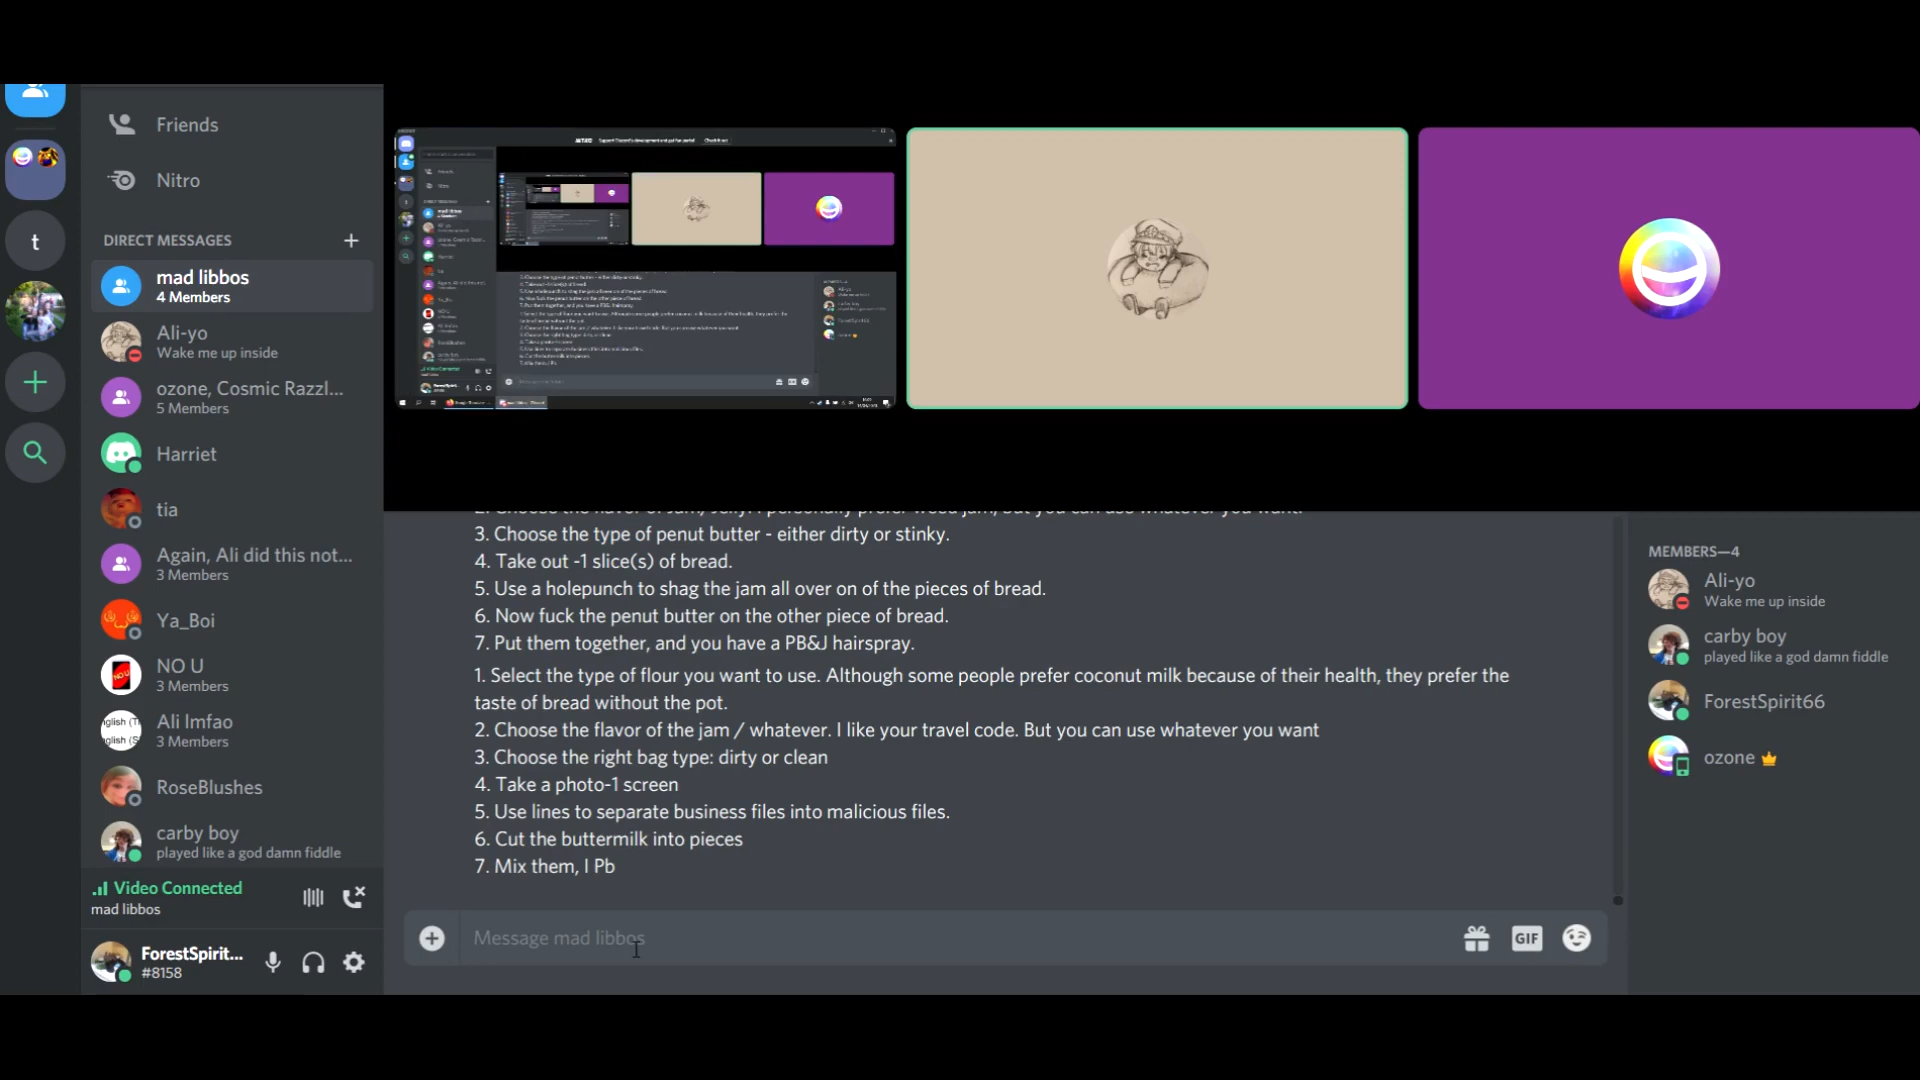 Friends
Nitro
DIRECT MESSAGES
mad libbos
4 Members
Ali-yo
Wake me up inside
ozone, Cosmic Razzl...
5 Members
Harriet
tia
Again, Ali did this not...
3 Members
Ya_Boi
NO U
3 Members
Ali lmfao
3 Members
RoseBlushes
carby boy
played like a god damn fiddle
Video Connected
mad libbos
ForestSpirit...
#8158
t
NO U
nglish (T
nglish (S
3. Choose the type of penut butter - either dirty or stinky.
4. Take out -1 slice(s) of bread.
5. Use a holepunch to shag the jam all over on of the pieces of bread.
6. Now fuck the penut butter on the other piece of bread.
7. Put them together, and you have a PB&J hairspray.
1. Select the type of flour you want to use. Although some people prefer coconut milk because of their health, they prefer the
taste of bread without the pot.
2. Choose the flavor of the jam / whatever. I like your travel code. But you can use whatever you want
3. Choose the right bag type: dirty or clean
4. Take a photo-1 screen
5. Use lines to separate business files into malicious files.
6. Cut the buttermilk into pieces
7. Mix them, I Pb
Message mad libbos
GIF
MEMBERS—4
Ali-yo
Wake me up inside
carby boy
played like a god damn fiddle
ForestSpirit66
ozone